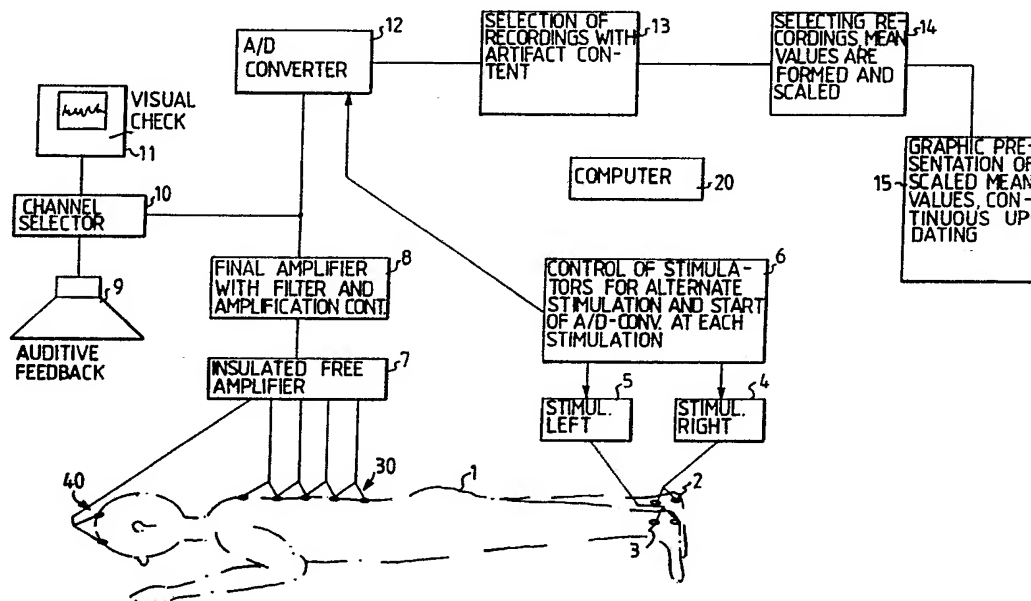 A/D
CONVERTER
12
SELECTION OF
RECORDINGS WITH
ARTIFACT CON-
TENT
13
SELECTING RE-
CORDINGS, MEAN
VALUES ARE
FORMED AND
SCALED
14
VISUAL
CHECK
11
GRAPHIC PRE-
SENTATION OF
SCALED MEAN
VALUES, CON-
TINUOUS UP-
DATING
15
COMPUTER
20
CHANNEL
SELECTOR
10
FINAL AMPLIFIER
WITH FILTER AND
AMPLIFICATION CONT.
8
CONTROL OF STIMULA-
TORS FOR ALTERNATE
STIMULATION AND START
OF A/D-CONV. AT EACH
STIMULATION
6
9
AUDITIVE
FEEDBACK
INSULATED FREE
AMPLIFIER
7
STIMUL.
LEFT
5
STIMUL.
RIGHT
4
40
30
1
2
3